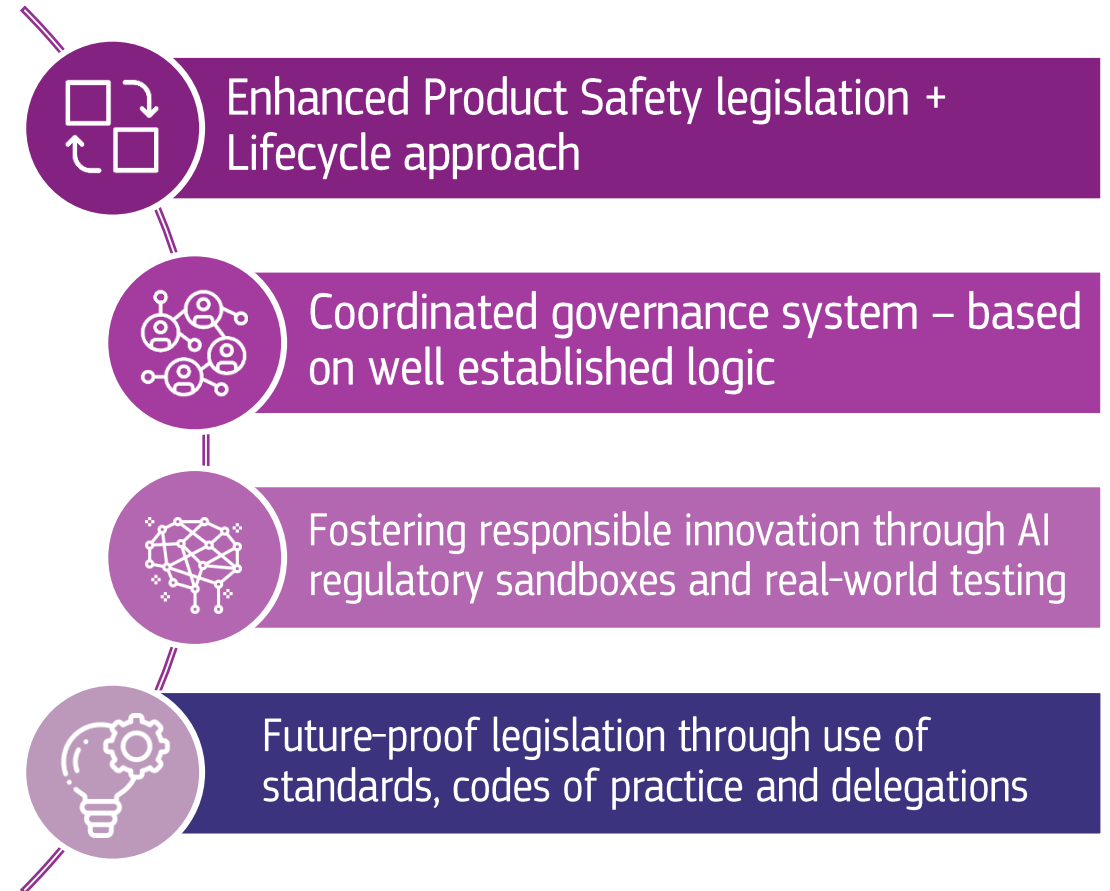 Enhanced Product Safety legislation +
Lifecycle approach
Coordinated governance system – based
on well established logic
Fostering responsible innovation through AI
regulatory sandboxes and real-world testing
Future-proof legislation through use of
standards, codes of practice and delegations